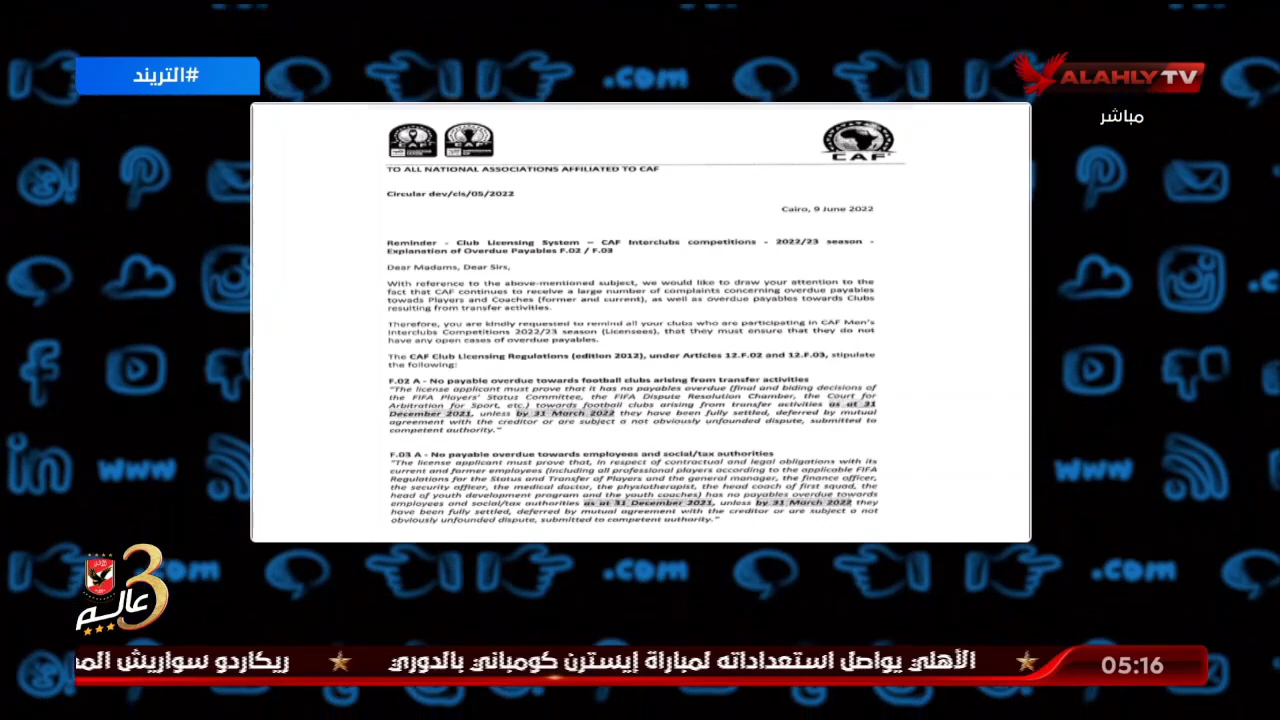 #التريند
ALAHLY TV
مباشر
CAF
TO ALL NATIONAL ASSOCIATIONS AFFILIATED TO CAF
Circular dev/cls/05/2022
Cairo, 9 June 2022
Reminder - Club Licensing System – CAF Interclubs competitions - 2022/23 season -
Explanation of Overdue Payables F.02 / F.03
Dear Madams, Dear Sirs,
With reference to the above-mentioned subject, we would like to draw your attention to the
fact that CAF continues to receive a large number of complaints concerning overdue payables
towads Players and Coaches (former and current), as well as overdue payables towards Clubs
resulting from transfer activities.
Therefore, you are kindly requested to remind all your clubs who are participating in CAF Men's
Interclubs Competitions 2022/23 season (Licensees), that they must ensure that they do not
have any open cases of overdue payables.
The CAF Club Licensing Regulations (edition 2012), under Articles 12.F.02 and 12.F.03, stipulate
the following:
F.02 A - No payable overdue towards football clubs arising from transfer activities
"The license applicant must prove that it has no payables overdue (final and biding decisions of
the FIFA Players' Status Committee, the FIFA Dispute Resolution Chamber, the Court for
Arbitration for Sport, etc.) towards football clubs arising from transfer activities as at 31
December 2021, unless by 31 March 2022 they have been fully settled, deferred by mutual
agreement with the creditor or are subject a not obviously unfounded dispute, submitted to
competent authority."
F.03 A - No payable overdue towards employees and social/tax authorities
"The license applicant must prove that, in respect of contractual and legal obligations with its
current and former employees (including all professional players according to the applicable FIFA
Regulations for the Status and Transfer of Players and the general manager, the finance officer,
the security officer, the medical doctor, the physiotherapist, the head coach of first squad, the
head of youth development program and the youth coaches) has no payables overdue towards
employees and social/tax authorities as at 31 December 2021, unless by 31 March 2022 they
have been fully settled, deferred by mutual agreement with the creditor or are subject a not
obviously unfounded dispute, submitted to competent authority."
.com
www
3 عالم
الأهلي يواصل استعداداته لمباراة إيسترن كومباني بالدوري ★ ريكاردو سواريش
05:16